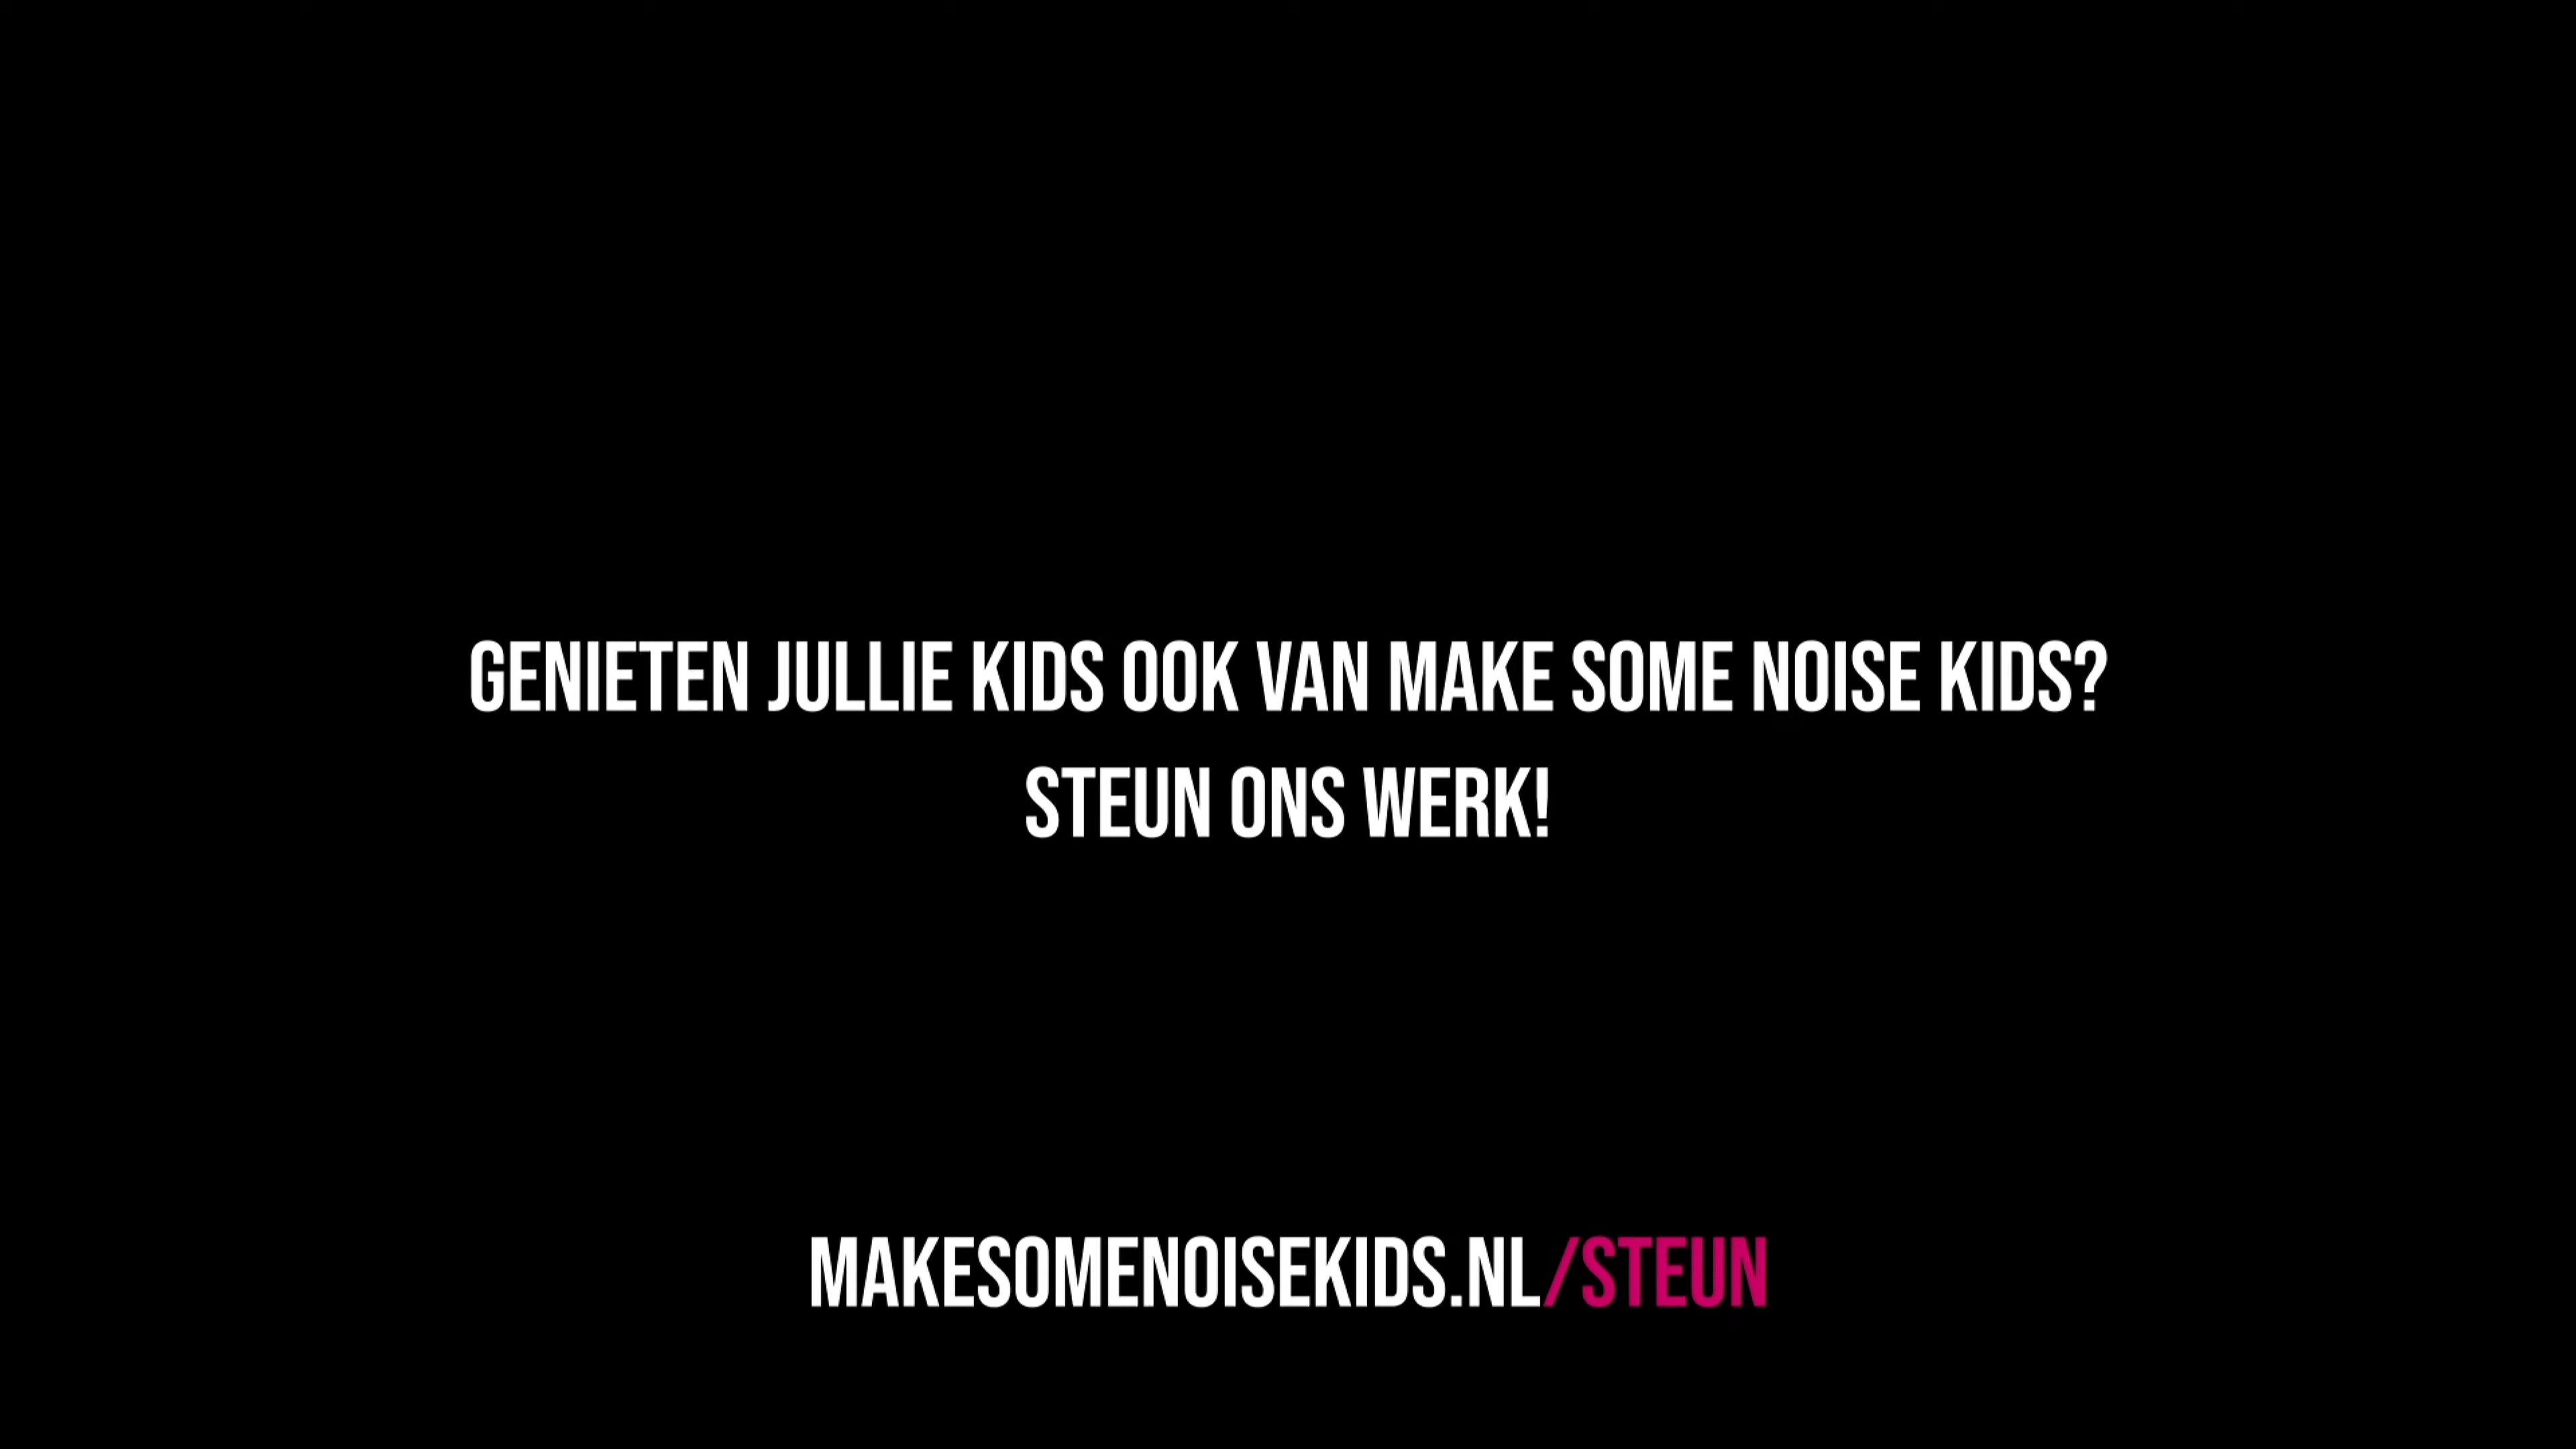 GENIETEN JULLIE KIDS OOK VAN MAKE SOME NOISE KIDS?
STEUN ONS WERK!
MAKESOMENOISEKIDS.NL/STEUN